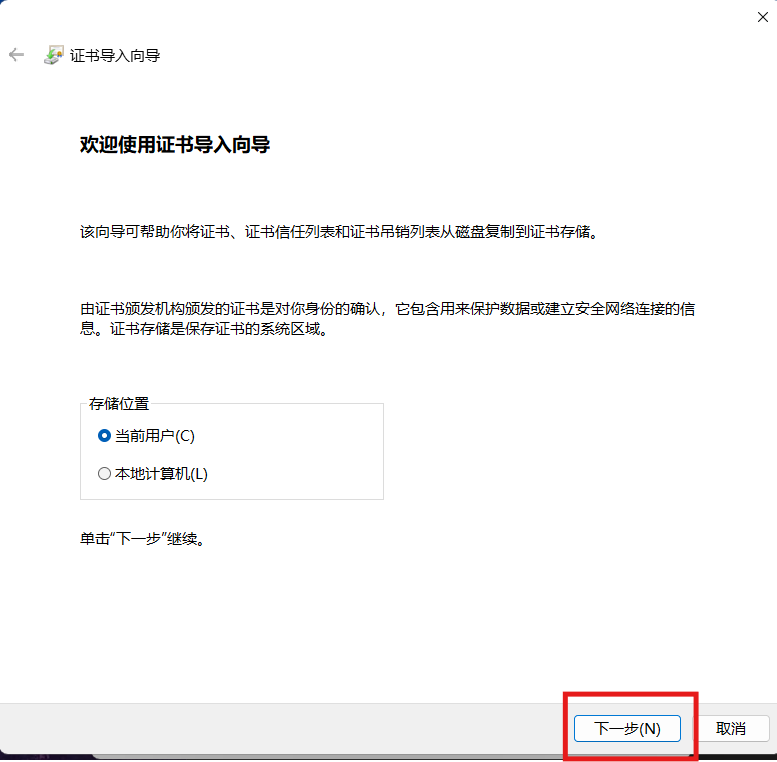 证书导入向导
欢迎使用证书导入向导
该向导可帮助你将证书、证书信任列表和证书吊销列表从磁盘复制到证书存储。
由证书颁发机构颁发的证书是对你身份的确认，它包含用来保护数据或建立安全网络连接的信
息。证书存储是保存证书的系统区域。
存储位置
当前用户(C)
本地计算机(L)
单击“下一步”继续。
下一步(N) 取消